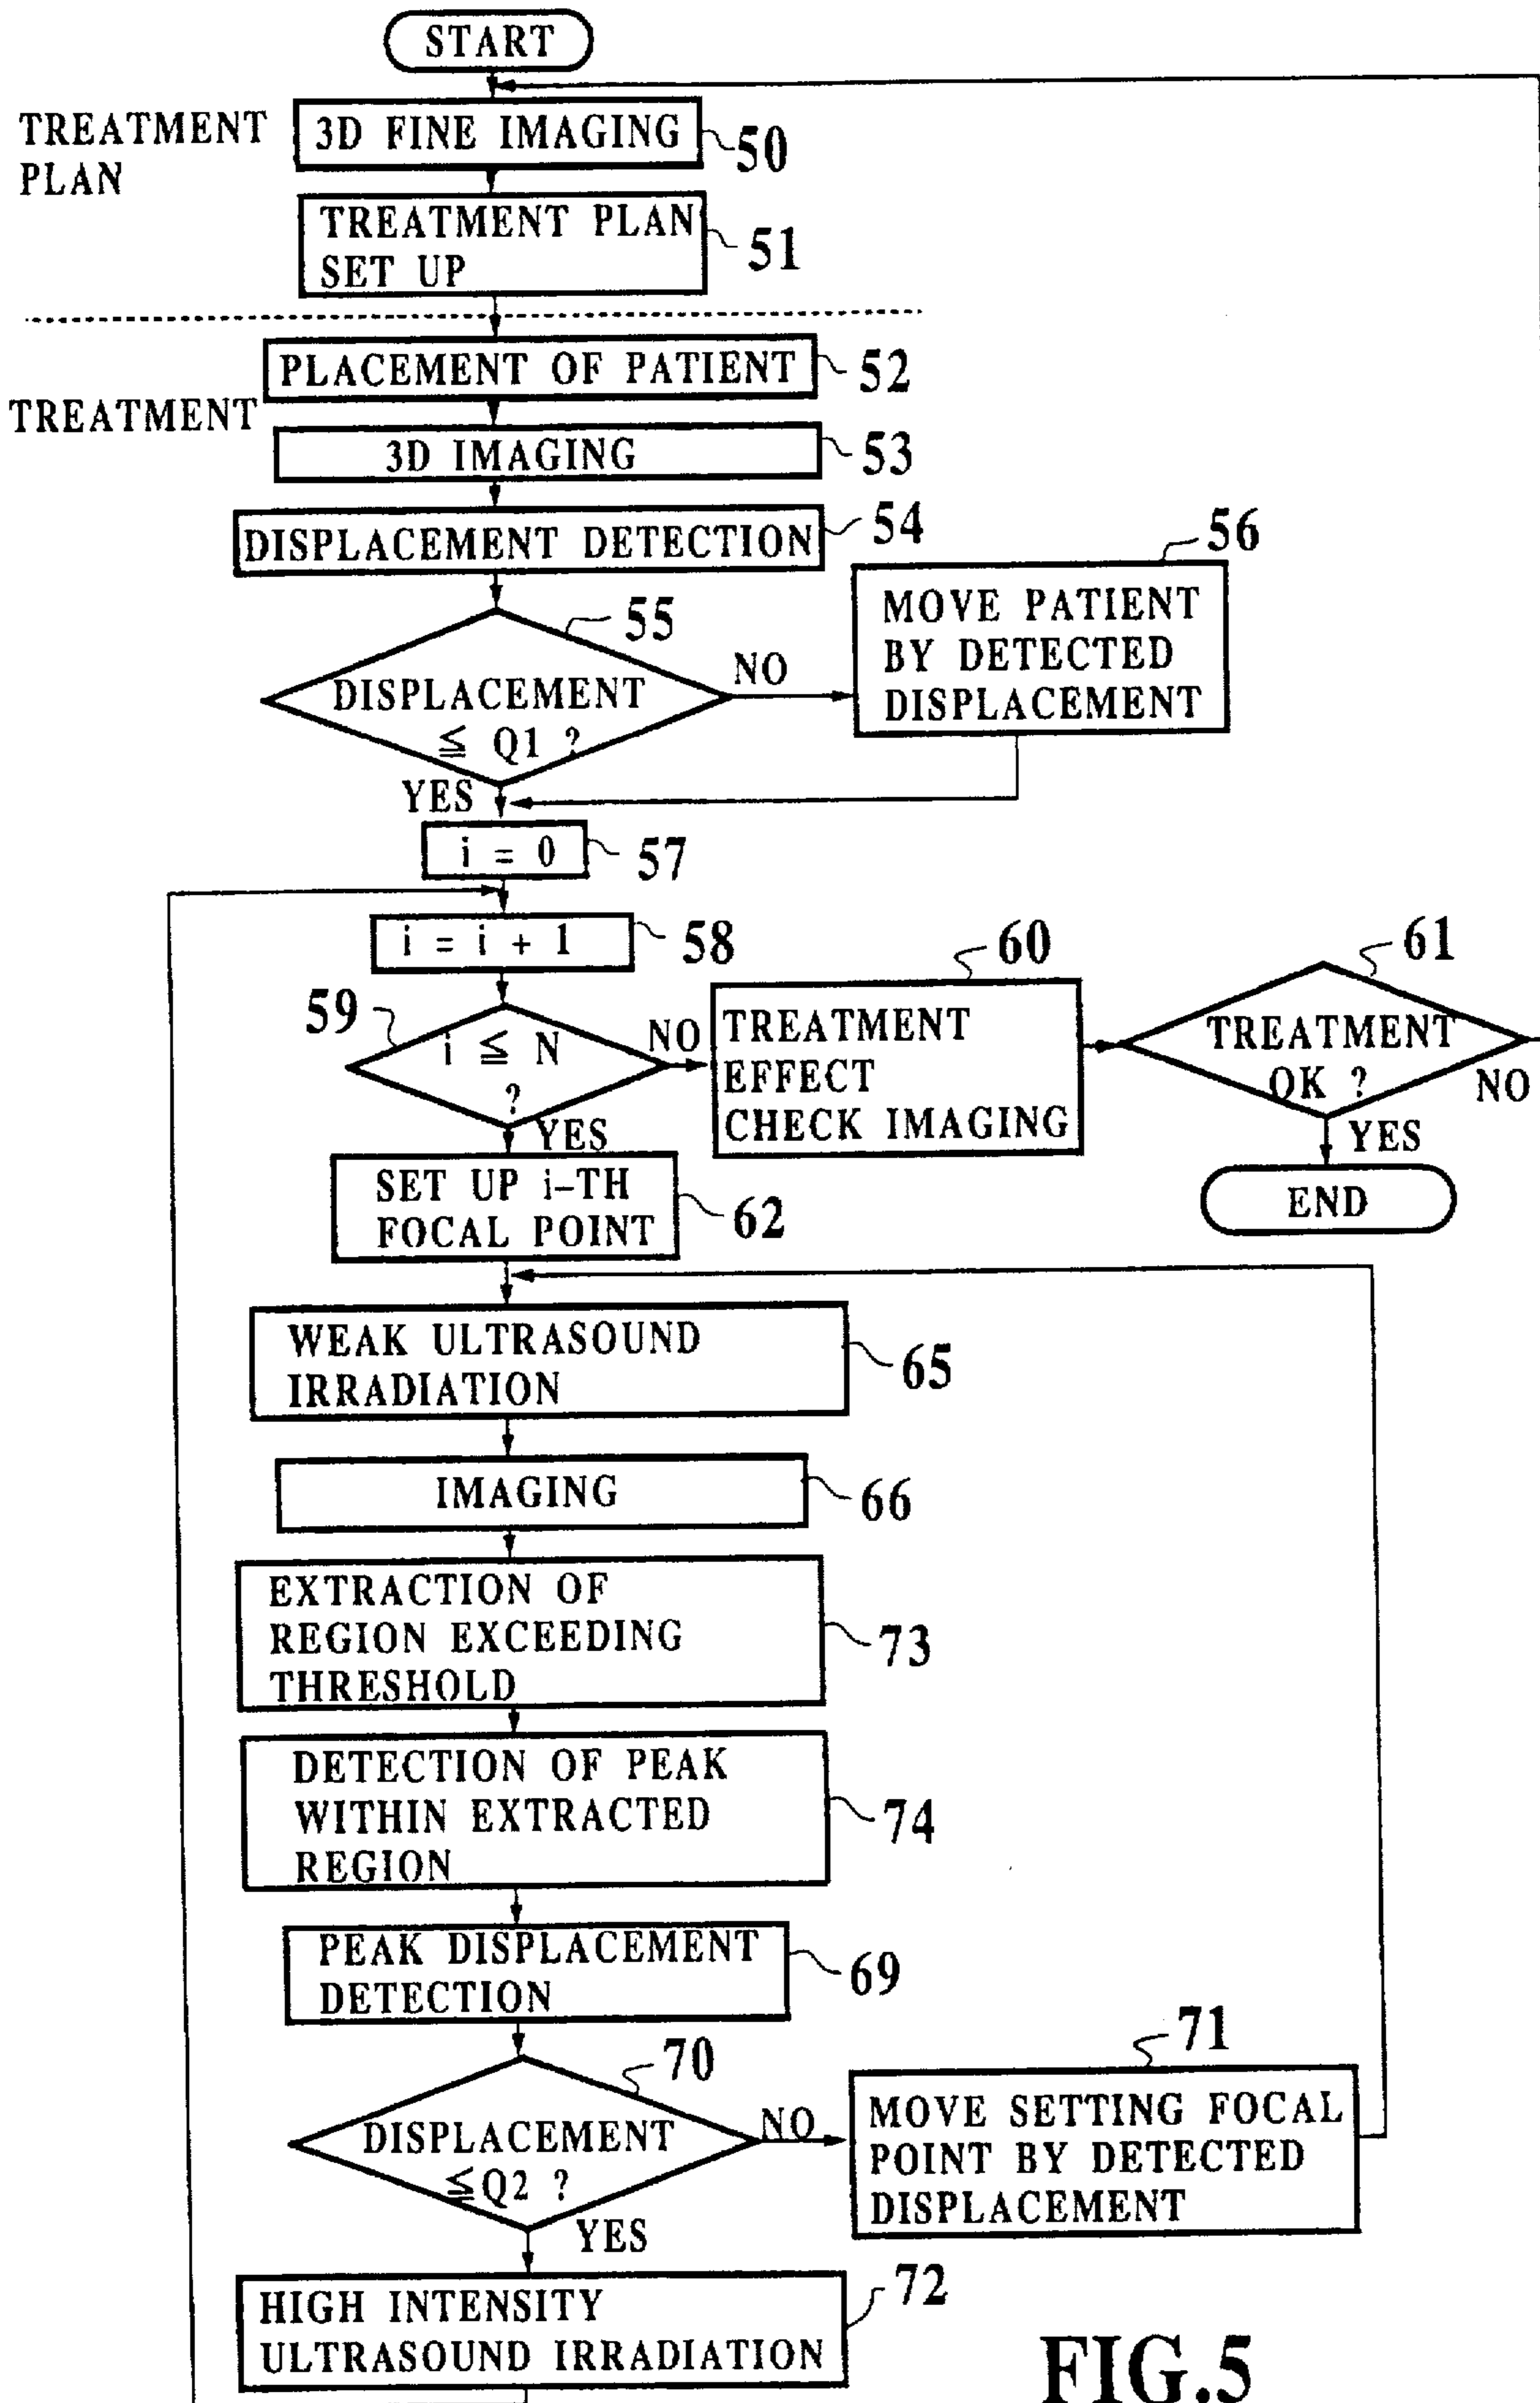 START
TREATMENT
PLAN
3D FINE IMAGING
50
TREATMENT PLAN
SET UP
51
PLACEMENT OF PATIENT
52
TREATMENT
3D IMAGING
53
DISPLACEMENT DETECTION
54
55
DISPLACEMENT
≦ Q1 ?
NO
56
MOVE PATIENT
BY DETECTED
DISPLACEMENT
YES
i = 0
57
i = i + 1
58
59
i ≦ N
?
NO
60
TREATMENT
EFFECT
CHECK IMAGING
61
TREATMENT
OK ?
NO
YES
END
YES
SET UP i-TH
FOCAL POINT
62
WEAK ULTRASOUND
IRRADIATION
65
IMAGING
66
EXTRACTION OF
REGION EXCEEDING
THRESHOLD
73
DETECTION OF PEAK
WITHIN EXTRACTED
REGION
74
PEAK DISPLACEMENT
DETECTION
69
70
DISPLACEMENT
≦Q2 ?
NO
71
MOVE SETTING FOCAL
POINT BY DETECTED
DISPLACEMENT
YES
HIGH INTENSITY
ULTRASOUND IRRADIATION
72
FIG.5